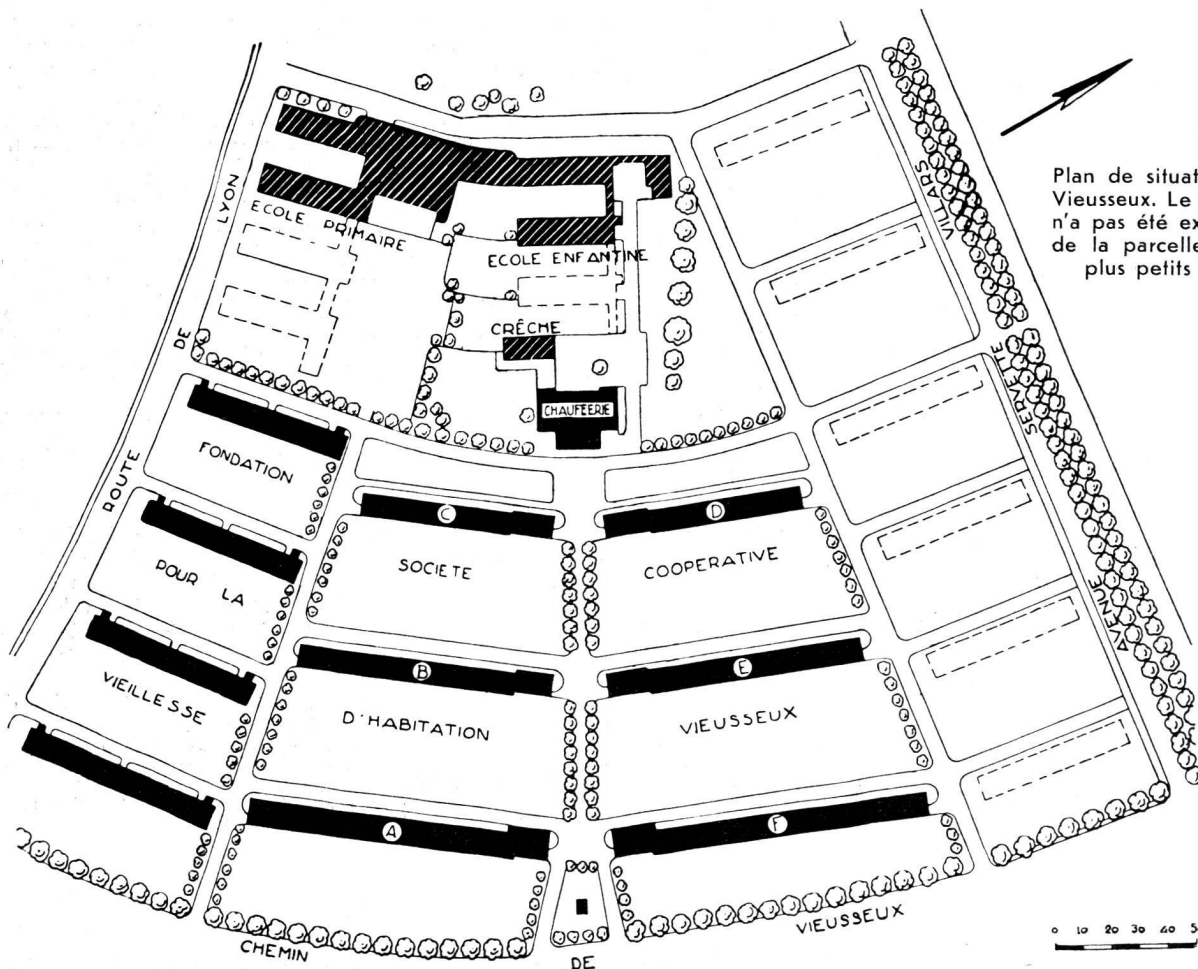 Plan de situat
Vieusseux. Le
n'a pas été ex
de la parcelle
plus petits
ROUTE DE LYON
ECOLE PRIMAIRE
ECOLE ENFANTINE
CRÊCHE
CHAUFFERIE
AVENUE SERVETTE VILLARS
FONDATION
POUR LA
VIEILLESSE
C
D
SOCIETE
COOPERATIVE
B
E
D'HABITATION
VIEUSSEUX
A
F
CHEMIN DE VIEUSSEUX
0 10 20 30 40 5